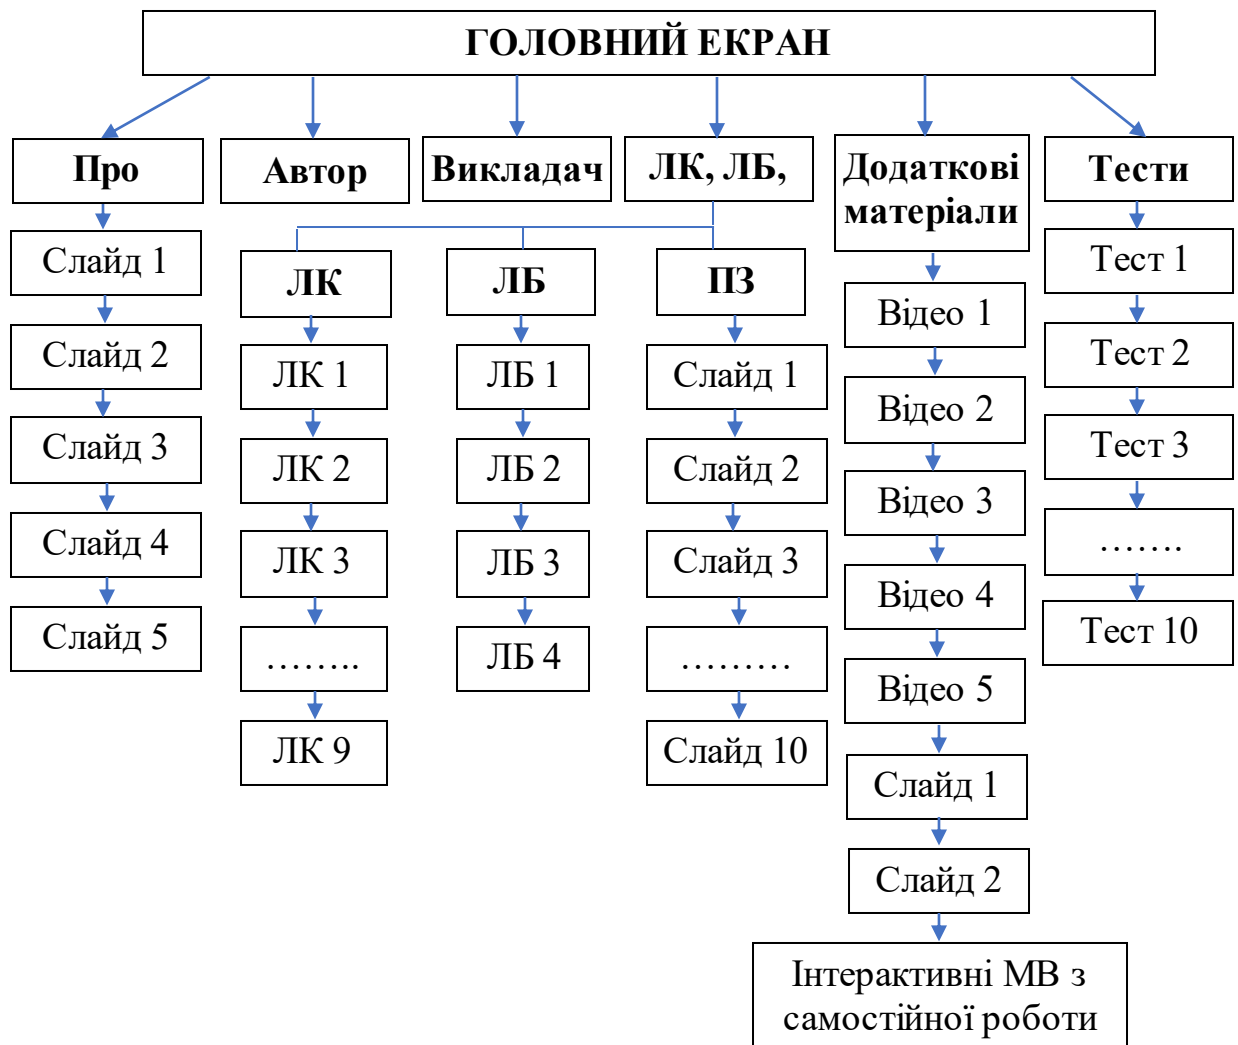 ГОЛОВНИЙ ЕКРАН
Про
Автор
Викладач
ЛК, ЛБ,
Додаткові
матеріали
Тести
Слайд 1
Слайд 2
Слайд 3
Слайд 4
Слайд 5
ЛК
ЛК 1
ЛК 2
ЛК 3
........
ЛК 9
ЛБ
ЛБ 1
ЛБ 2
ЛБ 3
ЛБ 4
ПЗ
Слайд 1
Слайд 2
Слайд 3
.........
Слайд 10
Відео 1
Відео 2
Відео 3
Відео 4
Відео 5
Слайд 1
Слайд 2
Інтерактивні МВ з
самостійної роботи
Тест 1
Тест 2
Тест 3
.......
Тест 10